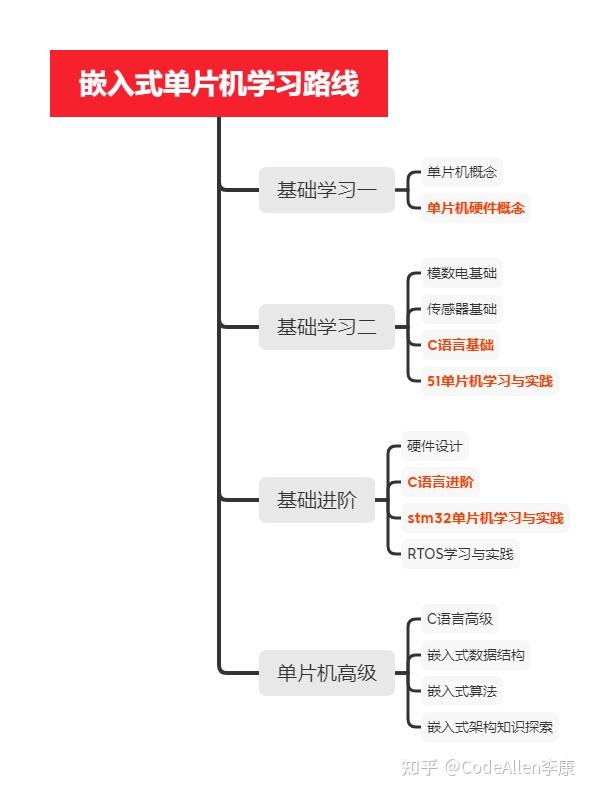 嵌入式单片机学习路线
基础学习一
单片机概念
单片机硬件概念
基础学习二
模数电基础
传感器基础
C语言基础
51单片机学习与实践
基础进阶
硬件设计
C语言进阶
stm32单片机学习与实践
RTOS学习与实践
单片机高级
C语言高级
嵌入式数据结构
嵌入式算法
嵌入式架构知识探索
知乎 @CodeAllen李康